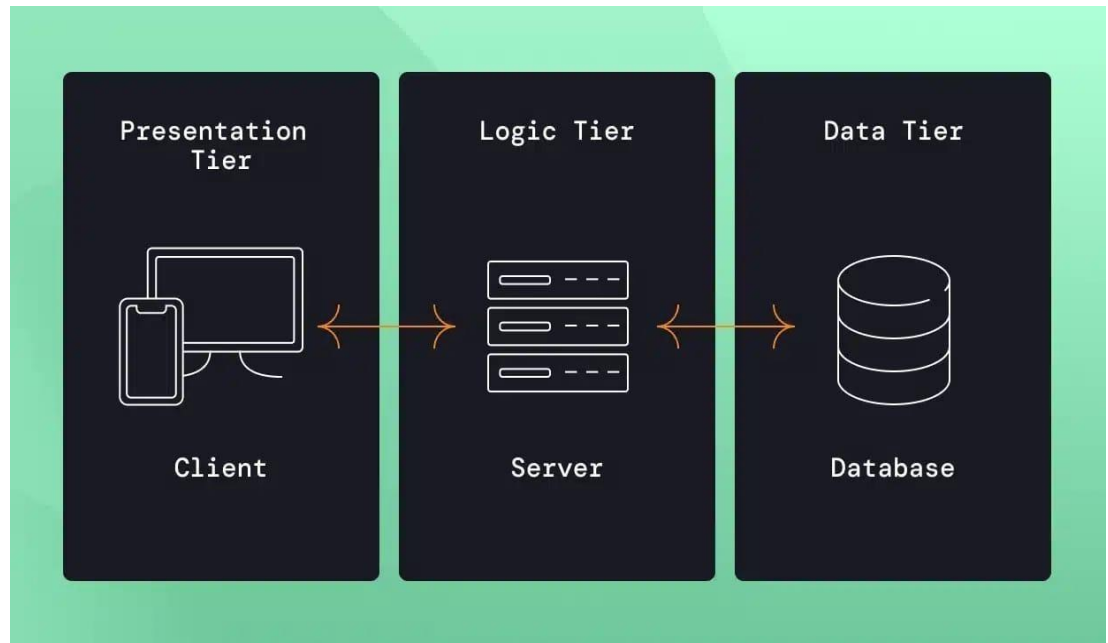 Presentation
Tier
Logic Tier
Data Tier
Client
Server
Database